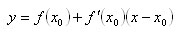 y = f(x₀) + f'(x₀)(x − x₀)